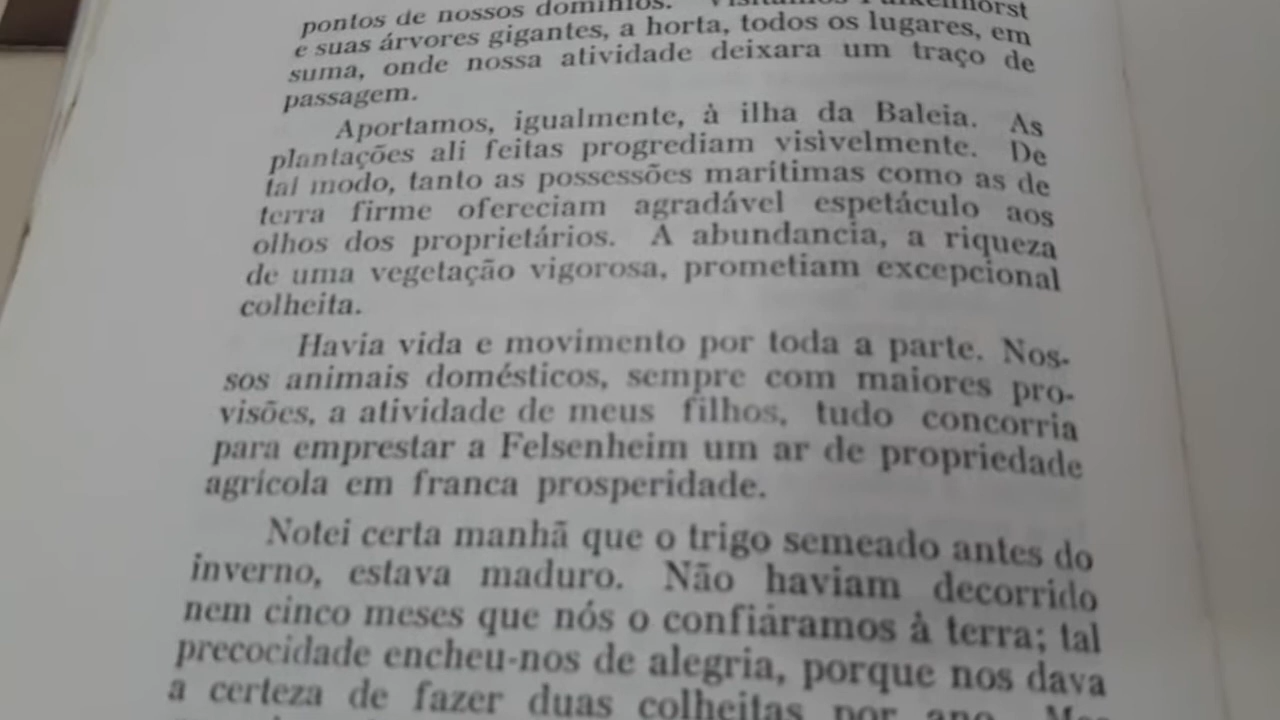 pontos de nossos domínios. Visitamos Falkenhorst
e suas árvores gigantes, a horta, todos os lugares, em
suma, onde nossa atividade deixara um traço de
passagem.
Aportamos, igualmente, à ilha da Baleia. As
plantações ali feitas progrediam visivelmente. De
tal modo, tanto as possessões marítimas como as de
terra firme ofereciam agradável espetáculo aos
olhos dos proprietários. A abundancia, a riqueza
de uma vegetação vigorosa, prometiam excepcional
colheita.
Havia vida e movimento por toda a parte. Nos-
sos animais domésticos, sempre com maiores pro-
visões, a atividade de meus filhos, tudo concorria
para emprestar a Felsenheim um ar de propriedade
agrícola em franca prosperidade.
Notei certa manhã que o trigo semeado antes do
inverno, estava maduro. Não haviam decorrido
nem cinco meses que nós o confiáramos à terra; tal
precocidade encheu-nos de alegria, porque nos dava
a certeza de fazer duas colheitas por ano.